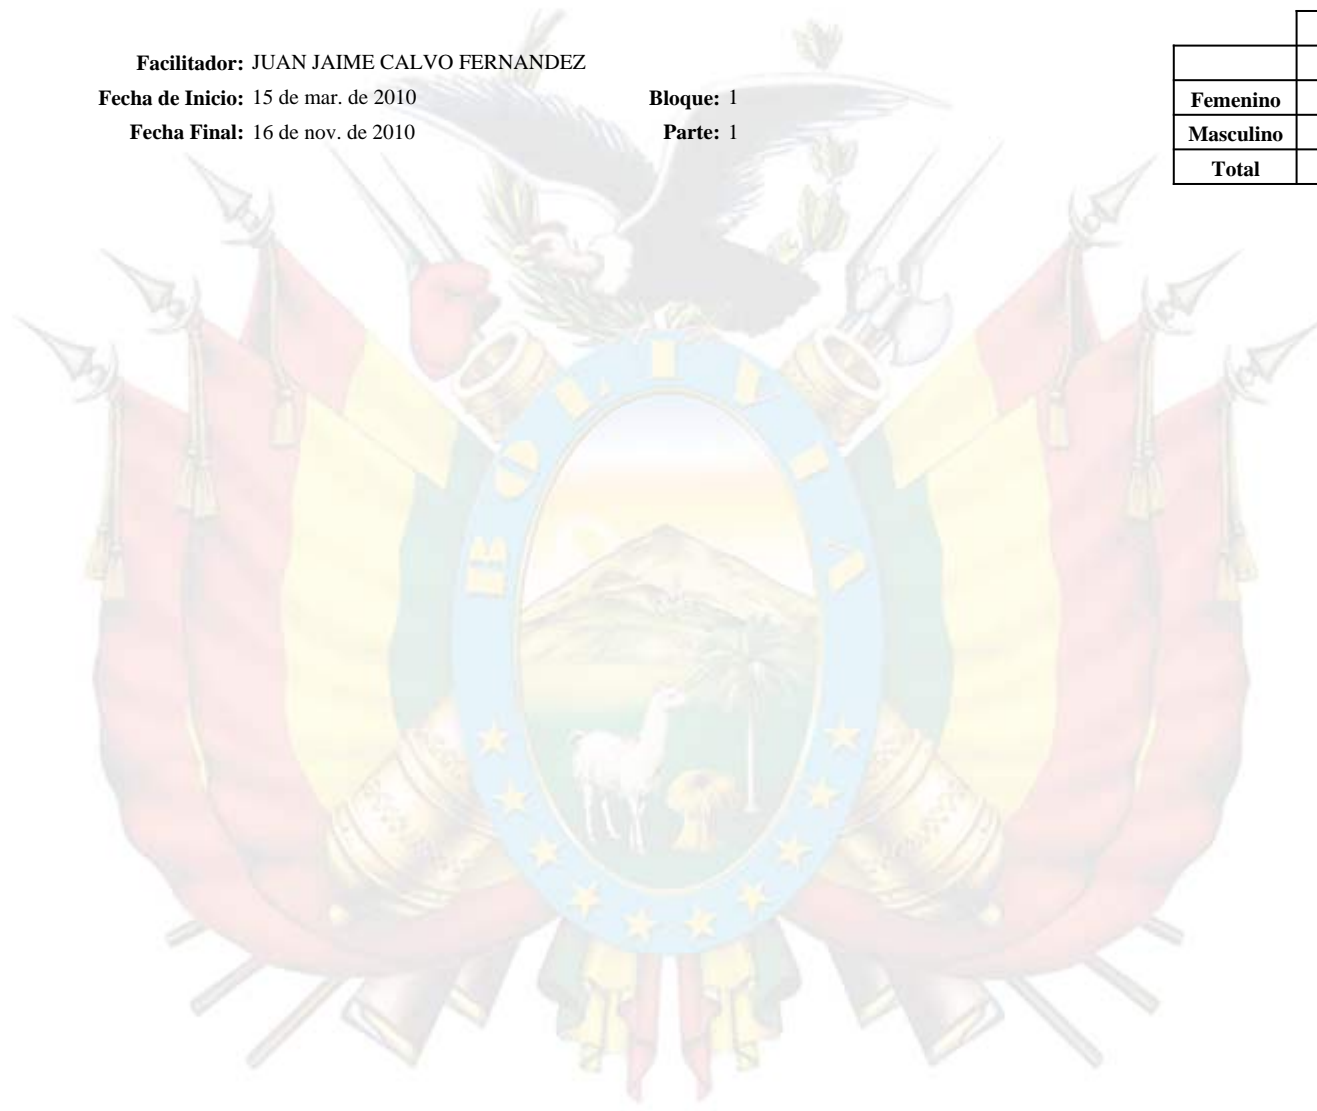 Facilitador: JUAN JAIME CALVO FERNANDEZ
Fecha de Inicio: 15 de mar. de 2010 Bloque: 1
Fecha Final: 16 de nov. de 2010 Parte: 1
Femenino
Masculino
Total
BOLIVIA